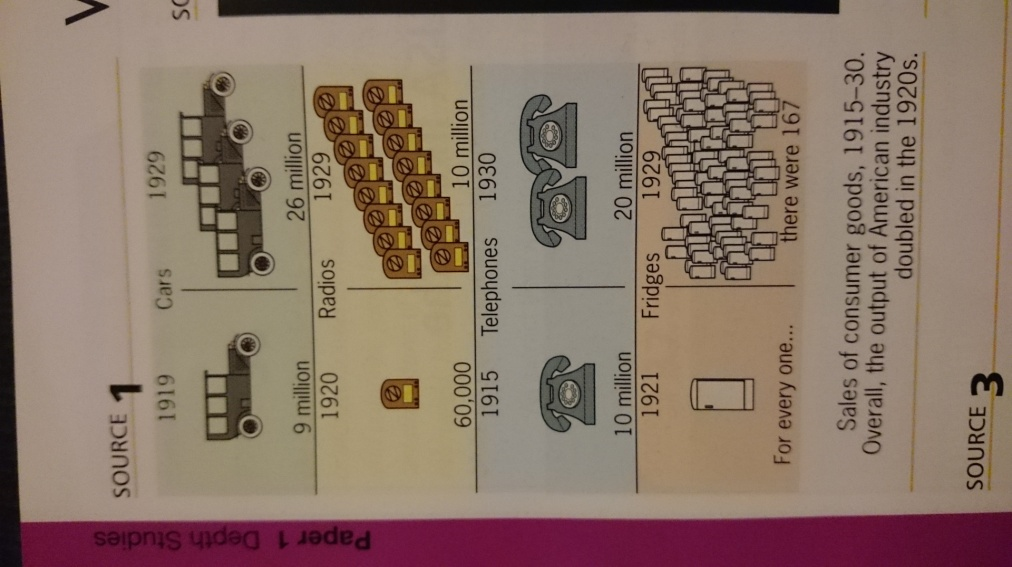 Paper 1 Depth Studies
SOURCE 1
Cars
1919 1929
9 million 26 million
Radios
1920 1929
60,000 10 million
Telephones
1915 1930
10 million 20 million
Fridges
1921 1929
For every one... there were 167
Sales of consumer goods, 1915–30.
Overall, the output of American industry
doubled in the 1920s.
SOURCE 3